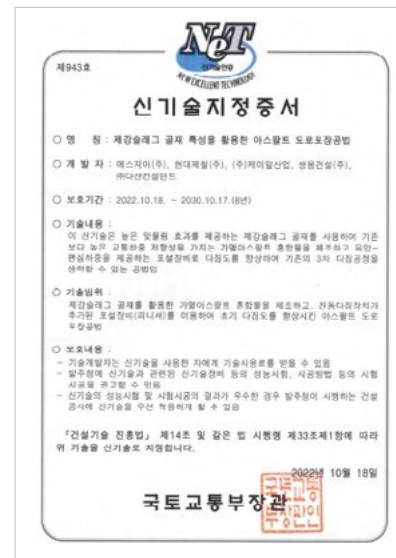 NeT
신기술인증
NEW EXCELLENT TECHNOLOGY
제943호
신기술지정증서
○ 명 칭 : 제강슬래그 골재 특성을 활용한 아스팔트 도로포장공법
○ 개 발 자 : 에스지이(주), 현대제철(주), (주)케이알산업, 쌍용건설(주),
㈜다산컨설턴트
○ 보호기간 : 2022.10.18. ~ 2030.10.17.(8년)
○ 기술내용 :
이 신기술은 높은 맞물림 효과를 제공하는 제강슬래그 골재를 사용하여 기존
보다 높은 교통하중 저항성을 가지는 가열아스팔트 혼합물을 제조하고 유압-
편심하중을 제공하는 포설장비로 다짐도를 향상하여 기존의 3차 다짐공정을
생략할 수 있는 공법임
○ 기술범위 :
제강슬래그 골재를 활용한 가열아스팔트 혼합물을 제조하고, 진동다짐장치가
추가된 포설장비(피니셔)를 이용하여 초기 다짐도를 향상시킨 아스팔트 도로
포장공법
○ 보호내용 :
- 기술개발자는 신기술을 사용한 자에게 기술사용료를 받을 수 있음
- 발주청에 신기술과 관련된 신기술장비 등의 성능시험, 시공방법 등의 시험
시공을 권고할 수 있음
- 신기술의 성능시험 및 시험시공의 결과가 우수한 경우 발주청이 시행하는 건설
공사에 신기술을 우선 적용하게 할 수 있음
「건설기술 진흥법」 제14조 및 같은 법 시행령 제33조제1항에 따라
위 기술을 신기술로 지정합니다.
2022년 10월 18일
국토교통부장관
국토교통
부장관인